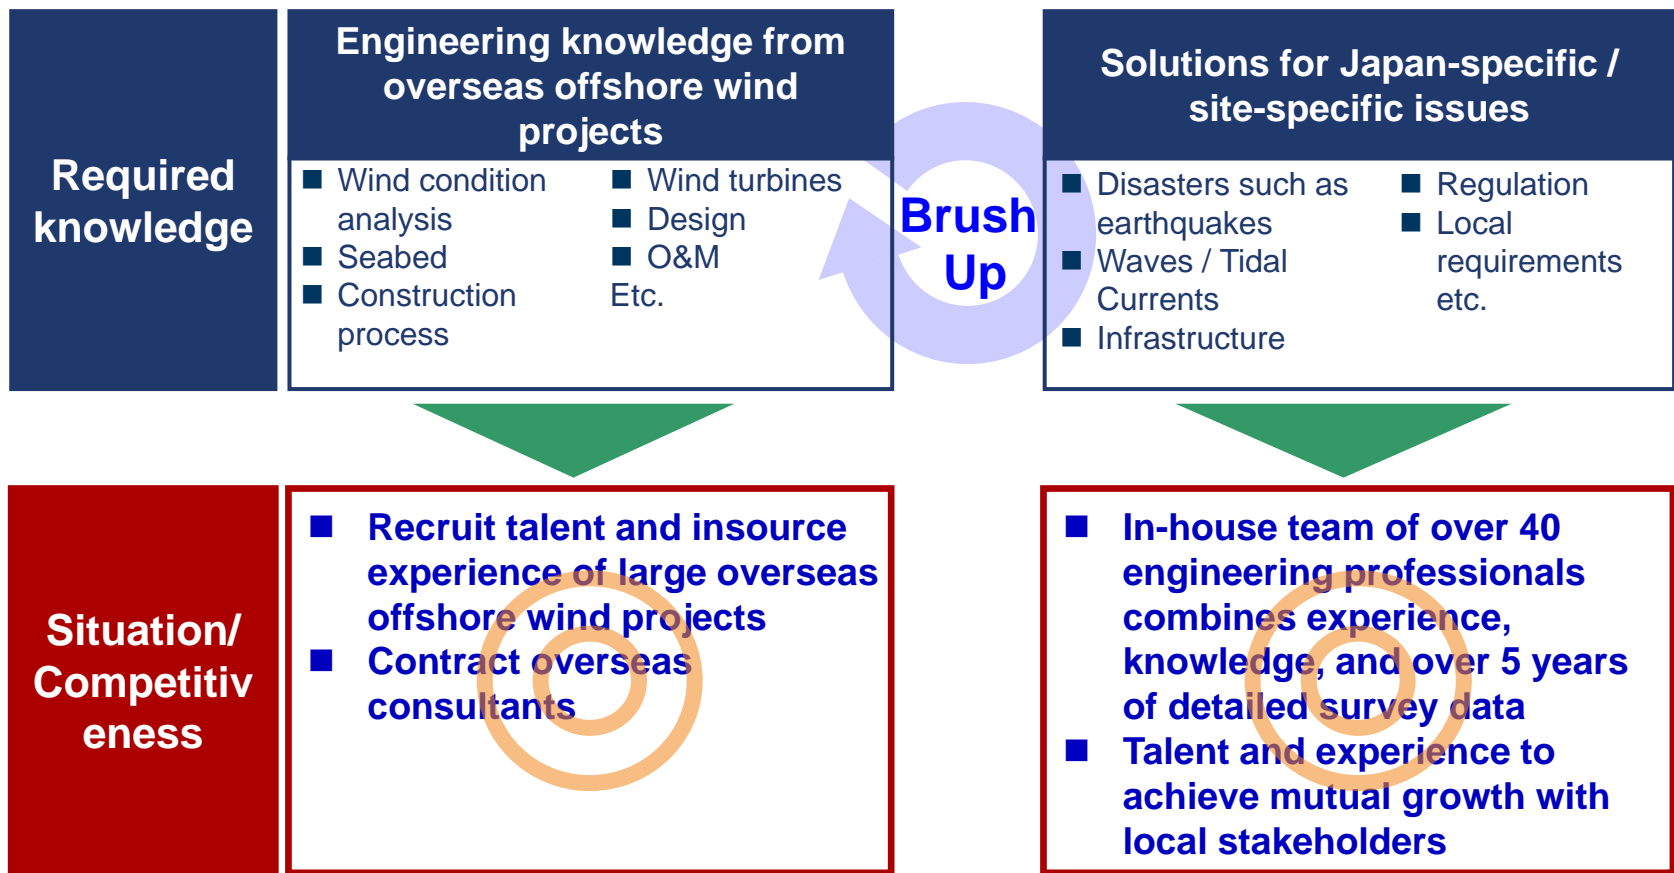 Required
knowledge
Engineering knowledge from
overseas offshore wind
projects
Wind condition
analysis
Seabed
Construction
process
Wind turbines
Design
O&M
Etc.
Brush
Up
Solutions for Japan-specific /
site-specific issues
Disasters such as
earthquakes
Waves / Tidal
Currents
Infrastructure
Regulation
Local
requirements
etc.
Situation/
Competitiv
eness
Recruit talent and insource
experience of large overseas
offshore wind projects
Contract overseas
consultants
In-house team of over 40
engineering professionals
combines experience,
knowledge, and over 5 years
of detailed survey data
Talent and experience to
achieve mutual growth with
local stakeholders